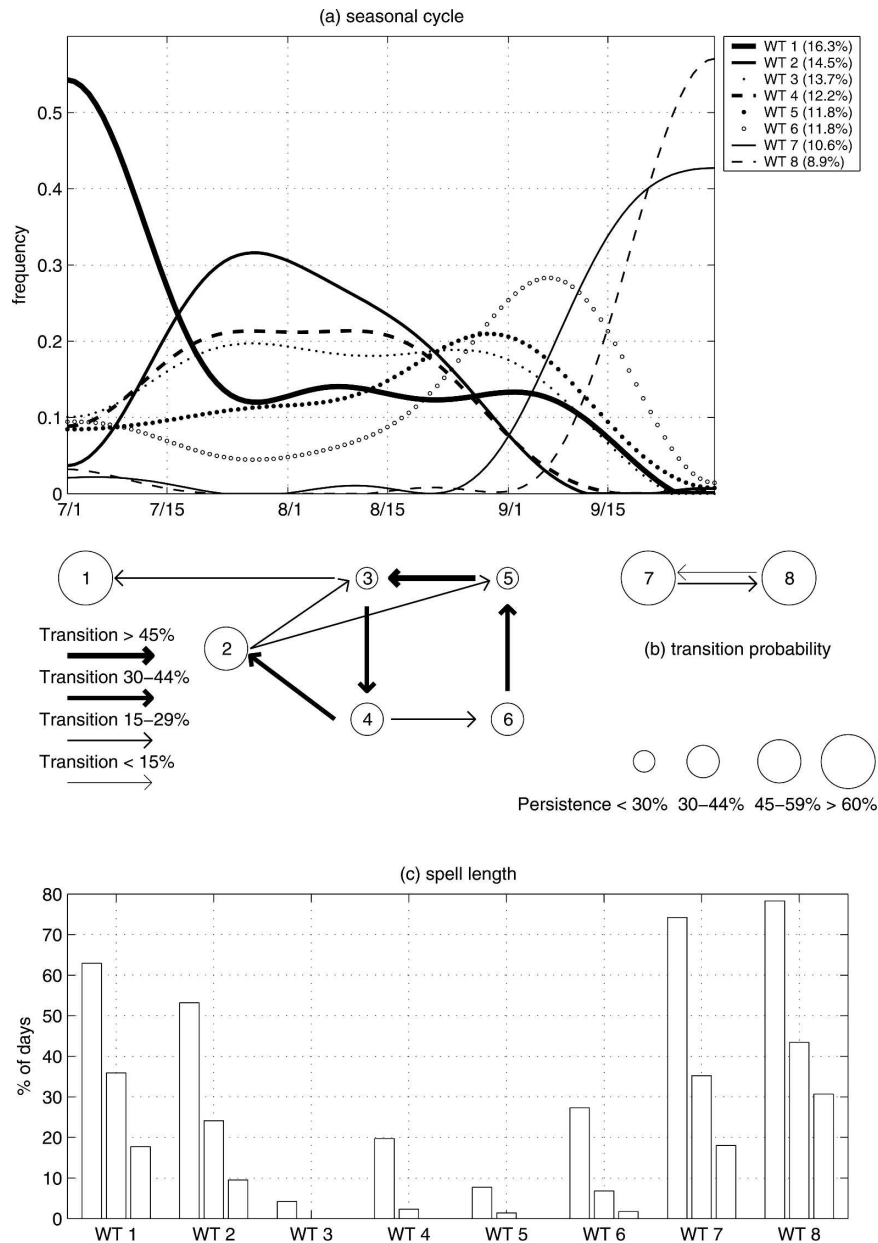 (a) seasonal cycle
WT 1 (16.3%)
WT 2 (14.5%)
WT 3 (13.7%)
WT 4 (12.2%)
WT 5 (11.8%)
WT 6 (11.8%)
WT 7 (10.6%)
WT 8 (8.9%)
frequency
0.5
0.4
0.3
0.2
0.1
0
7/1 7/15 8/1 8/15 9/1 9/15
1 3 5 7 8
Transition > 45%
2
(b) transition probability
Transition 30–44%
Transition 15–29%
4 6
Transition < 15%
Persistence < 30% 30–44% 45–59% > 60%
(c) spell length
% of days
80
70
60
50
40
30
20
10
0
WT 1 WT 2 WT 3 WT 4 WT 5 WT 6 WT 7 WT 8